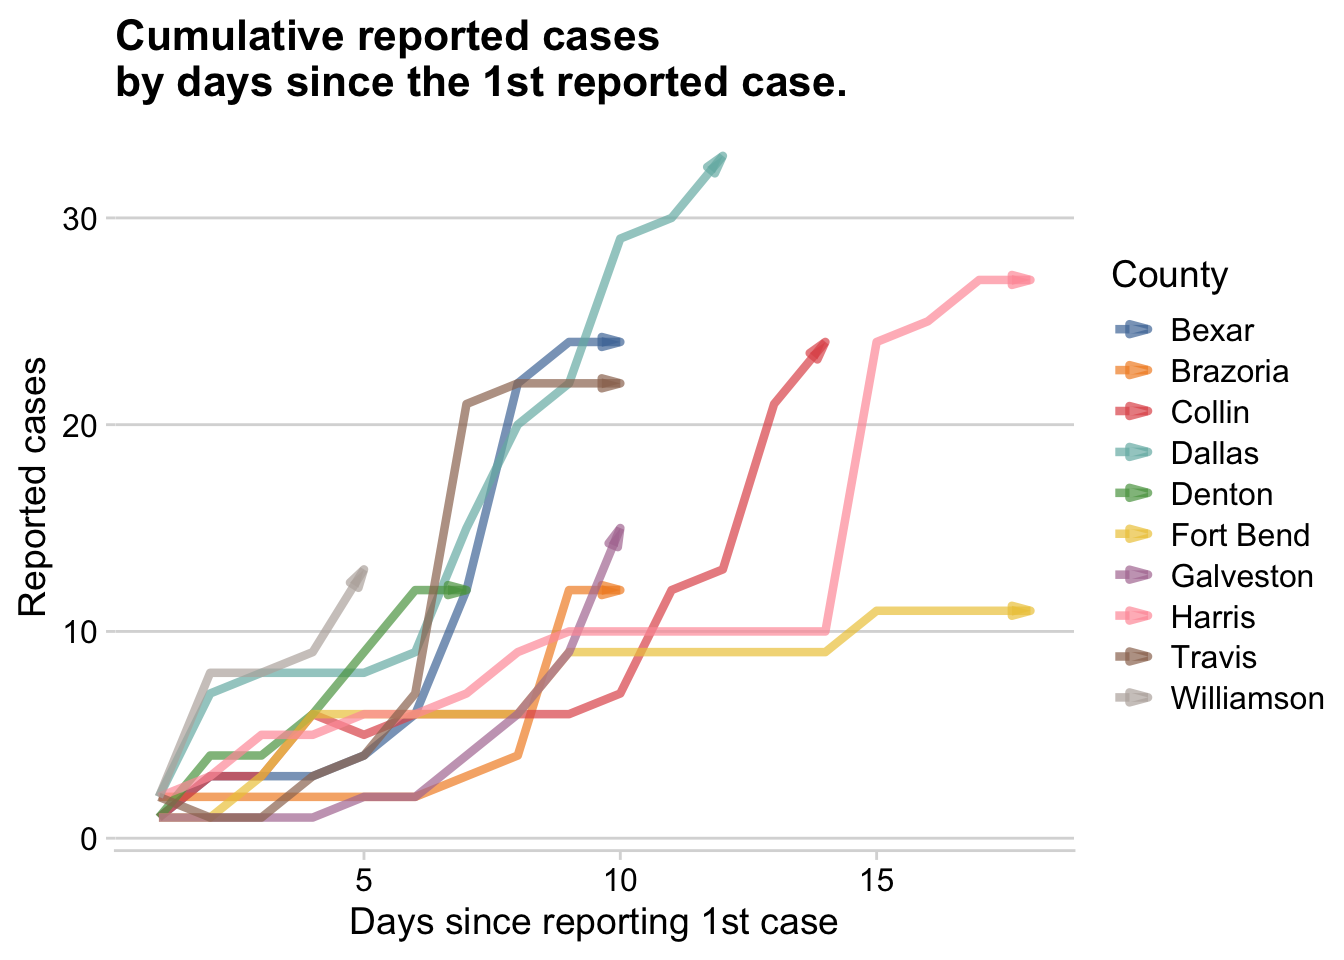 Cumulative reported cases
by days since the 1st reported case.
Reported cases
30
20
10
0
5
10
15
Days since reporting 1st case
County
Bexar
Brazoria
Collin
Dallas
Denton
Fort Bend
Galveston
Harris
Travis
Williamson